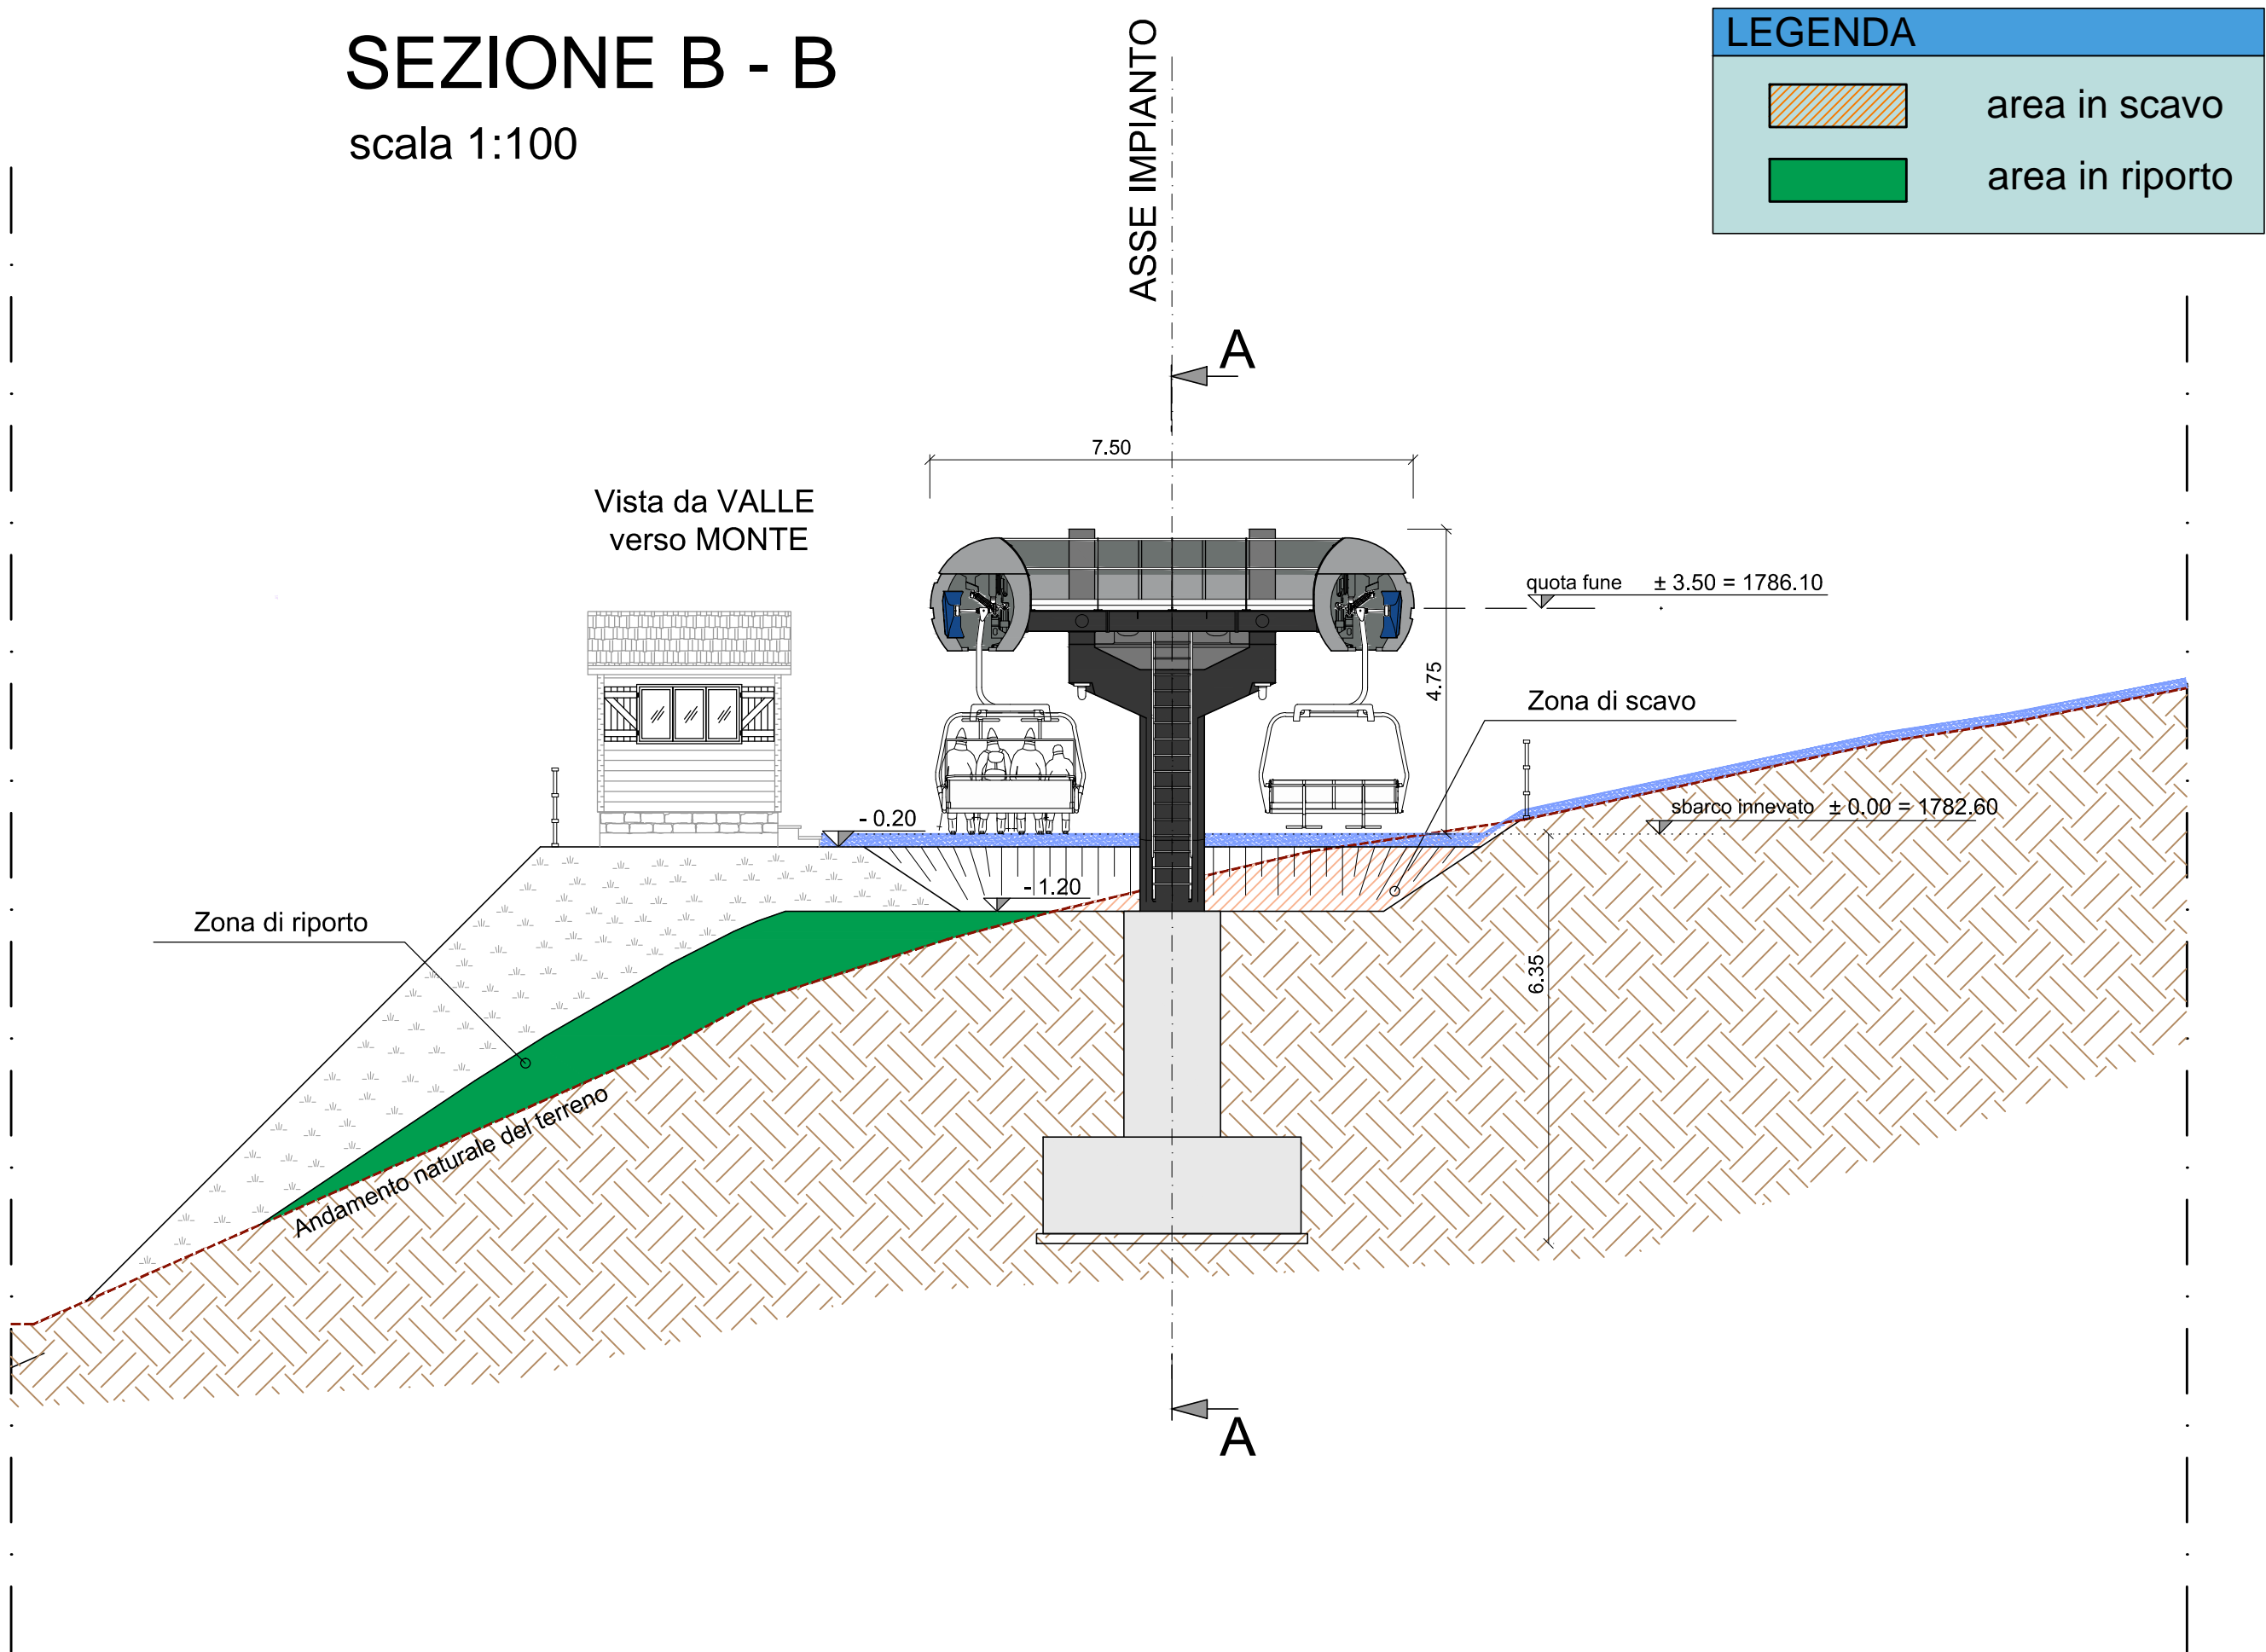 SEZIONE B - B
scala 1:100
ASSE IMPIANTO
LEGENDA
area in scavo
area in riporto
A
7.50
Vista da VALLE
verso MONTE
quota fune ± 3.50 = 1786.10
4.75
Zona di scavo
sbarco innevato ± 0.00 = 1782.60
- 0.20
- 1.20
Zona di riporto
6.35
Andamento naturale del terreno
A